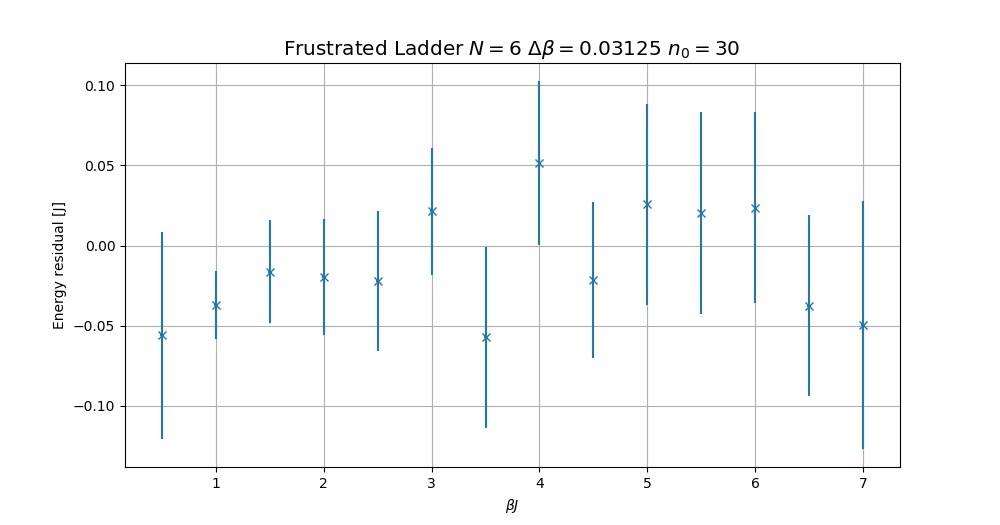 Frustrated Ladder N = 6 Δβ = 0.03125 n₀ = 30
Energy residual [J]
0.10
0.05
0.00
−0.05
−0.10
1 2 3 4 5 6 7
βJ